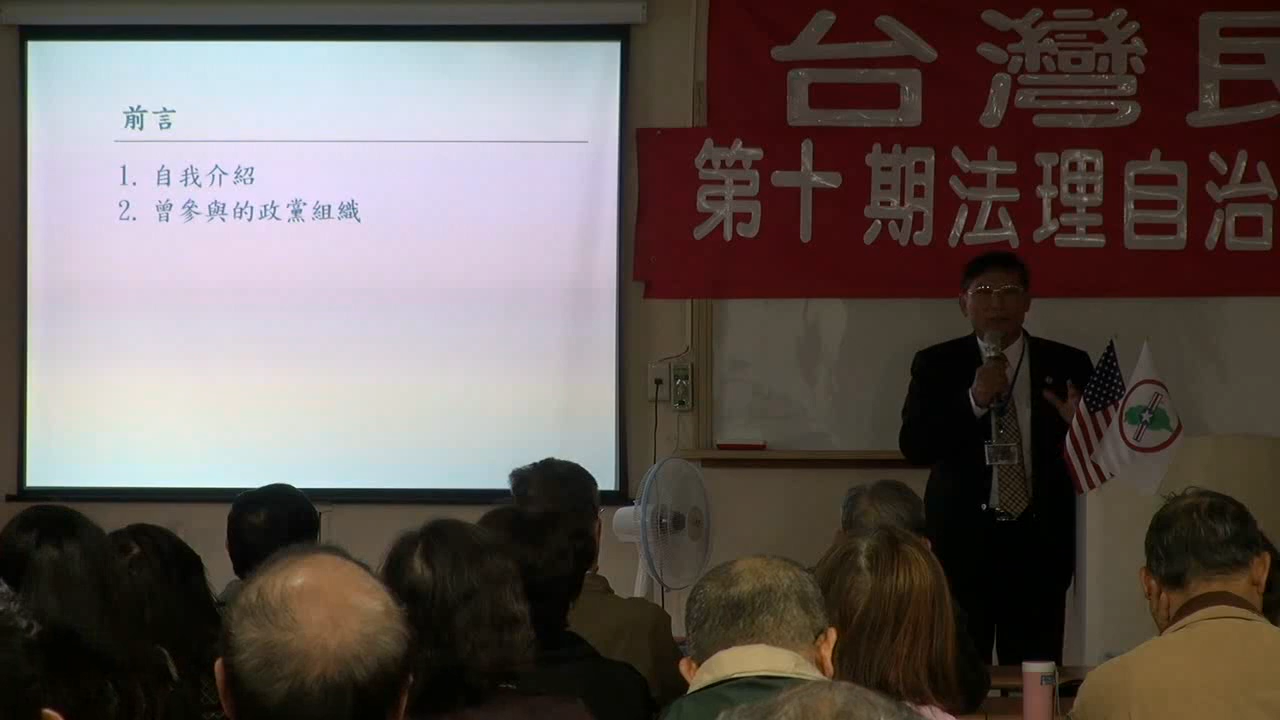 前言
1. 自我介紹
2. 曾參與的政黨組織
台灣民
第十期法理自治